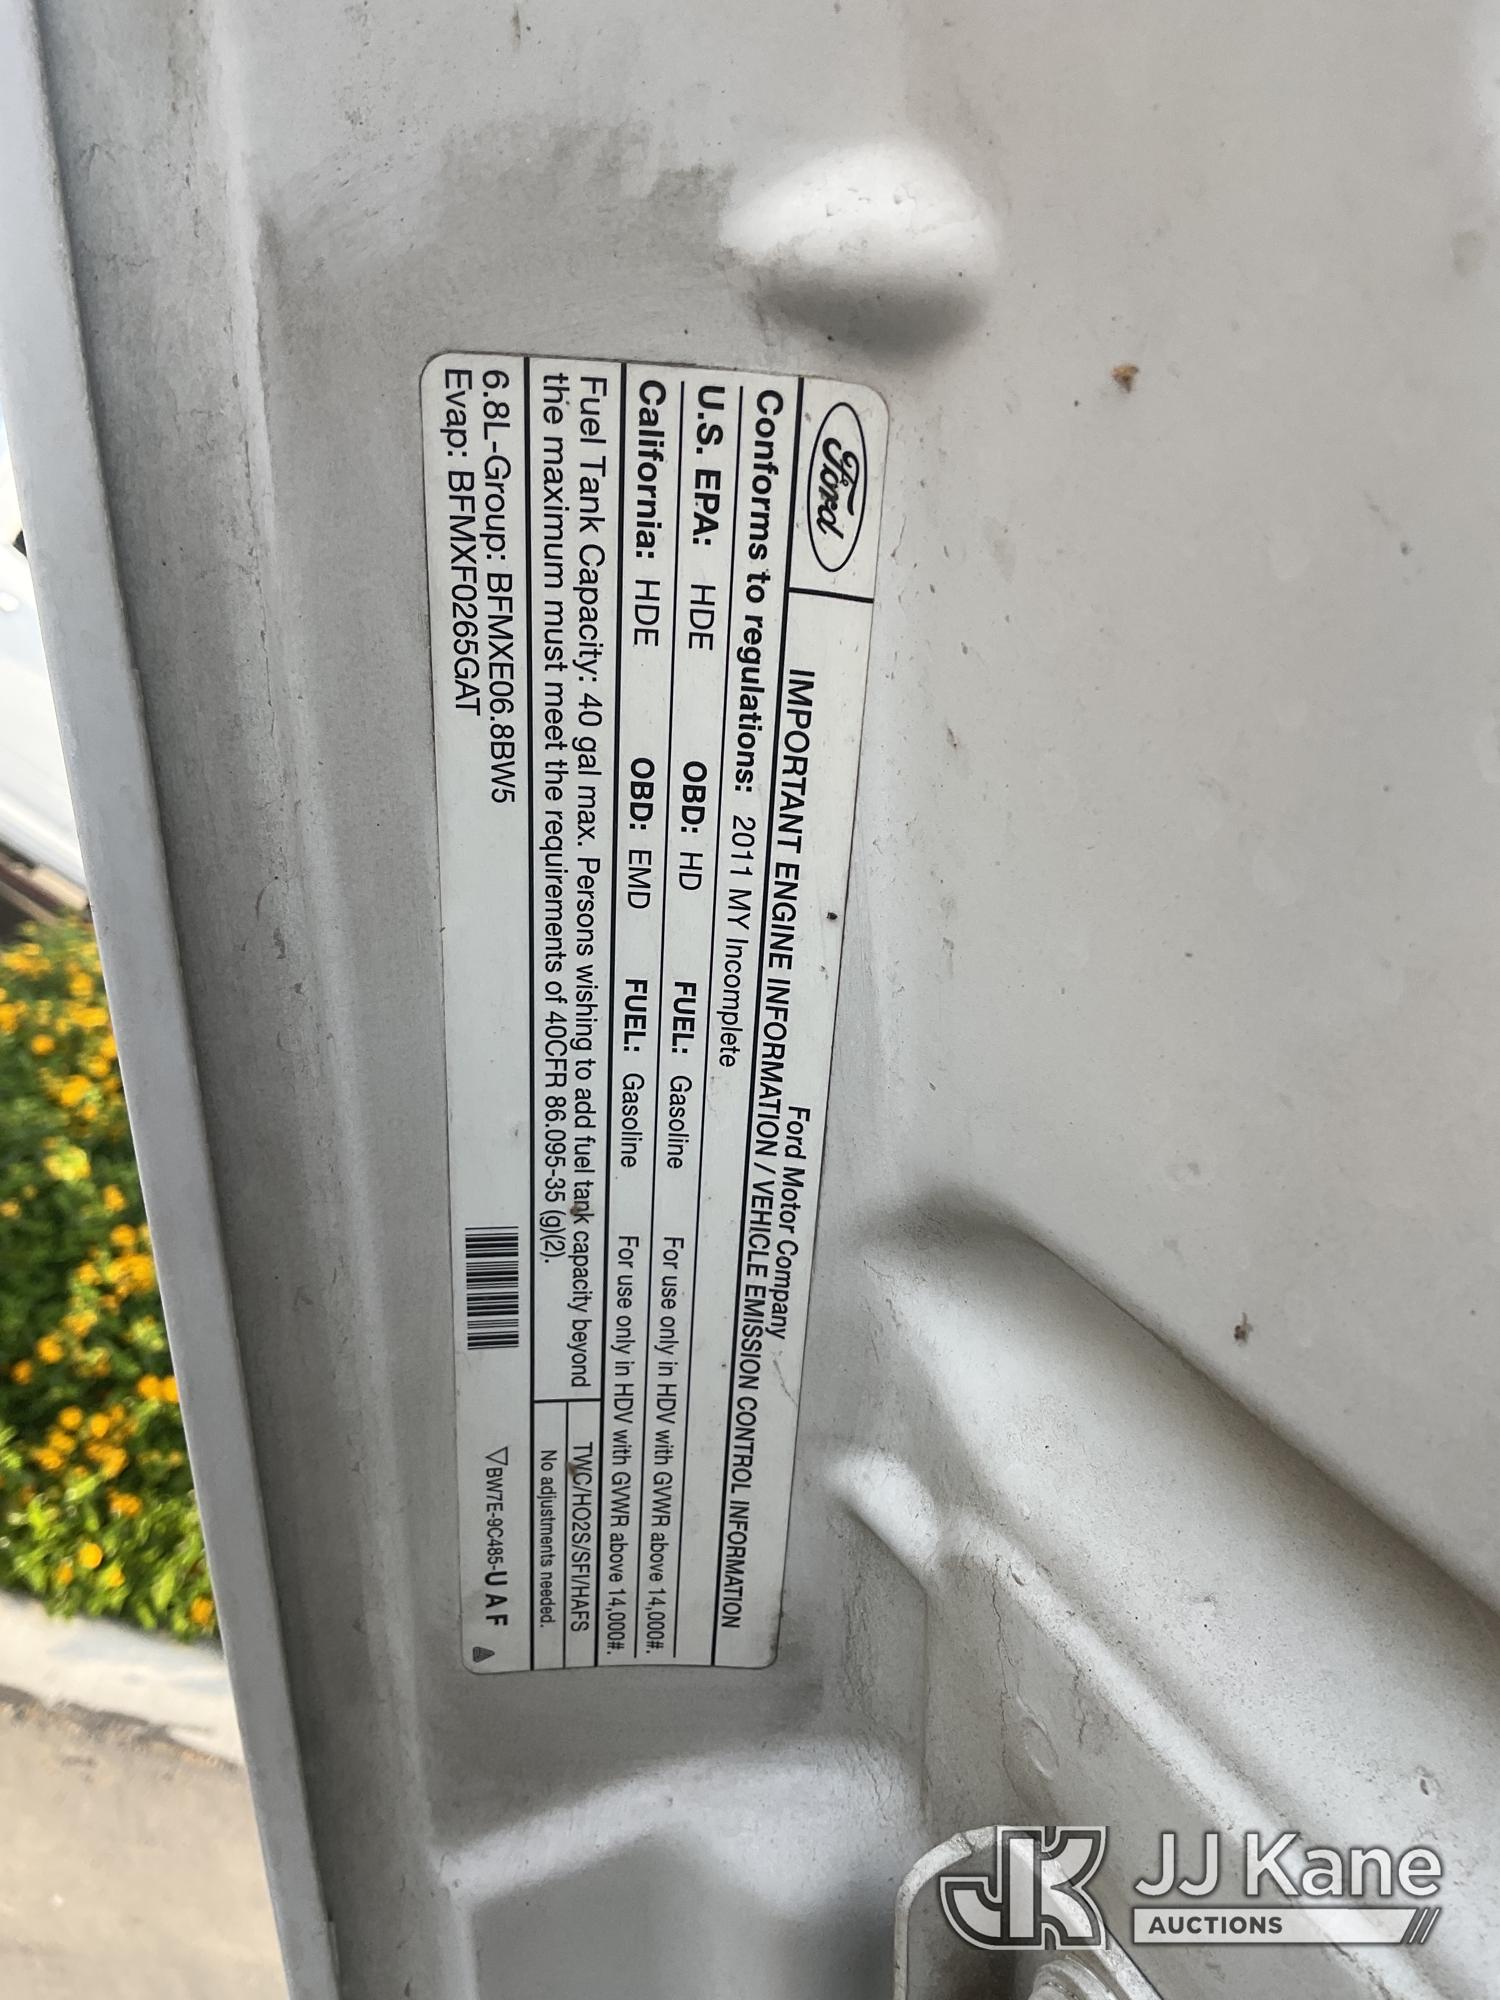 Ford
Ford Motor Company
IMPORTANT ENGINE INFORMATION / VEHICLE EMISSION CONTROL INFORMATION
Conforms to regulations: 2011 MY Incomplete
U.S. EPA: HDE OBD: HD FUEL: Gasoline For use only in HDV with GVWR above 14,000#.
California: HDE OBD: EMD FUEL: Gasoline For use only in HDV with GVWR above 14,000#.
Fuel Tank Capacity: 40 gal max. Persons wishing to add fuel tank capacity beyond
the maximum must meet the requirements of 40CFR 86.095-35 (g)(2).
TWC/HO2S/SFI/HAFS
No adjustments needed.
6.8L-Group: BFMXE06.8BW5
Evap: BFMXF0265GAT
▽BW7E-9C485-U A F
JK JJ Kane
AUCTIONS